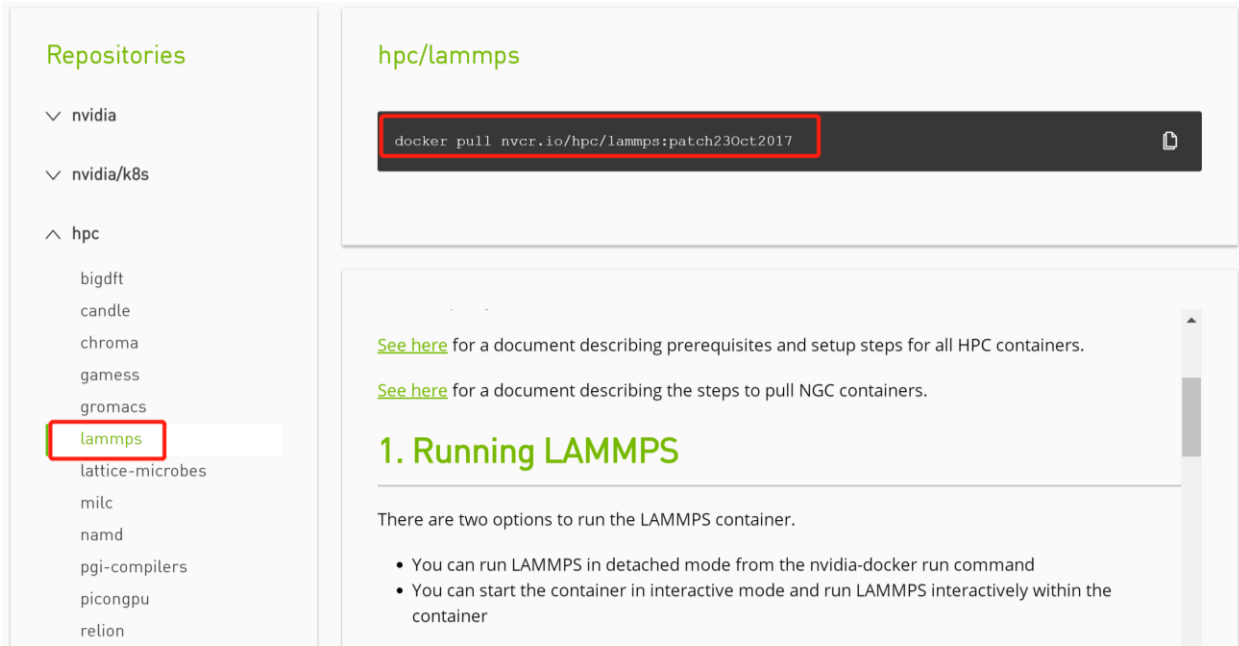 Repositories
nvidia
nvidia/k8s
hpc
bigdft
candle
chroma
gamess
gromacs
lammps
lattice-microbes
milc
namd
pgi-compilers
picongpu
relion
hpc/lammps
docker pull nvcr.io/hpc/lammps:patch23Oct2017
See here for a document describing prerequisites and setup steps for all HPC containers.
See here for a document describing the steps to pull NGC containers.
1. Running LAMMPS
There are two options to run the LAMMPS container.
• You can run LAMMPS in detached mode from the nvidia-docker run command
• You can start the container in interactive mode and run LAMMPS interactively within the
container